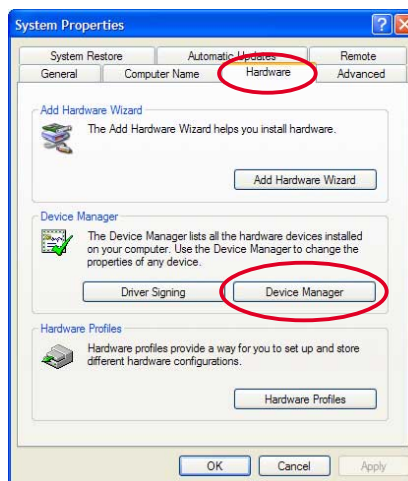 System Properties
System Restore Automatic Updates Remote
General Computer Name Hardware Advanced
Add Hardware Wizard
The Add Hardware Wizard helps you install hardware.
Add Hardware Wizard
Device Manager
The Device Manager lists all the hardware devices installed
on your computer. Use the Device Manager to change the
properties of any device.
Driver Signing Device Manager
Hardware Profiles
Hardware profiles provide a way for you to set up and store
different hardware configurations.
Hardware Profiles
OK Cancel Apply